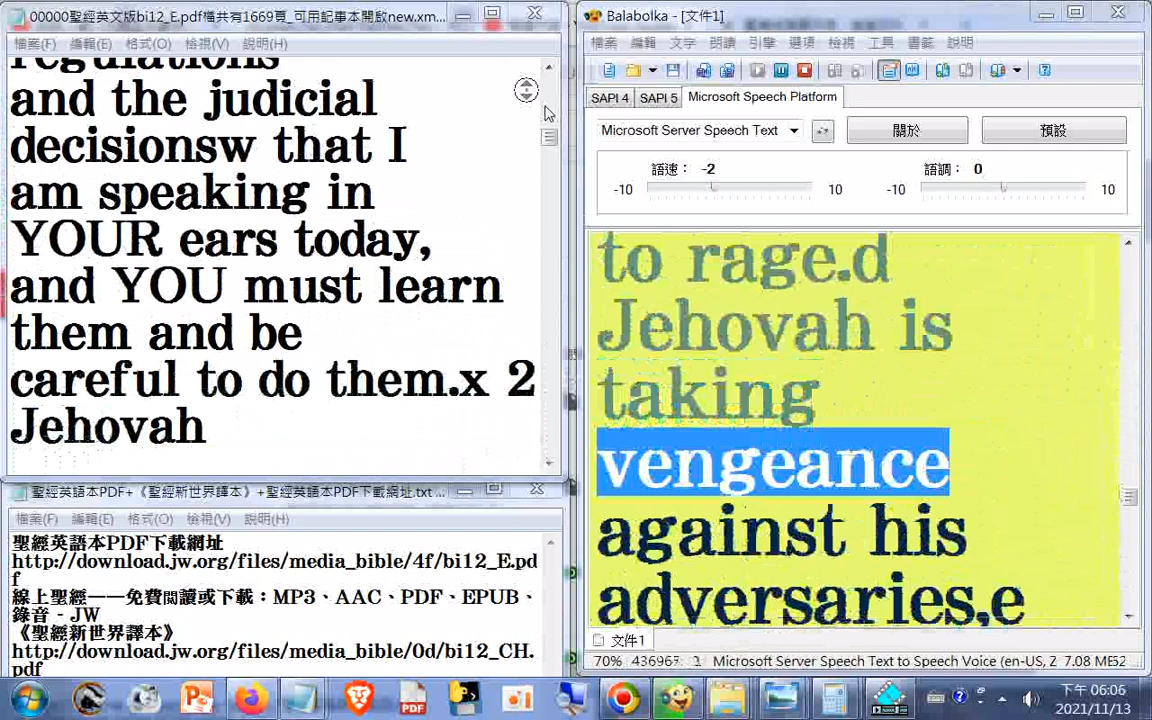 00000聖經英文版bi12_E.pdf檔共有1669頁_可用記事本開啟new.xm...
檔案(F) 編輯(E) 格式(O) 檢視(V) 說明(H)
regulations
and the judicial
decisionsw that I
am speaking in
YOUR ears today,
and YOU must learn
them and be
careful to do them.x 2
Jehovah
聖經英語本PDF+《聖經新世界譯本》+聖經英語本PDF下載網址.txt ...
檔案(F) 編輯(E) 格式(O) 檢視(V) 說明(H)
聖經英語本PDF下載網址
http://download.jw.org/files/media_bible/4f/bi12_E.pd
f
線上聖經——免費閱讀或下載：MP3、AAC、PDF、EPUB、
錄音 - JW
《聖經新世界譯本》
http://download.jw.org/files/media_bible/0d/bi12_CH.
pdf
Balabolka - [文件1]
檔案 編輯 文字 朗讀 引擎 選項 檢視 工具 書籤 說明
SAPI 4 SAPI 5 Microsoft Speech Platform
Microsoft Server Speech Text 關於 預設
語速： -2 語調： 0
-10 10 -10 10
to rage.d
Jehovah is
taking
vengeance
against his
adversaries,e
文件1
70% Microsoft Server Speech Text to Speech Voice (en-US, Z 7.08 ME52
下午 06:06
2021/11/13